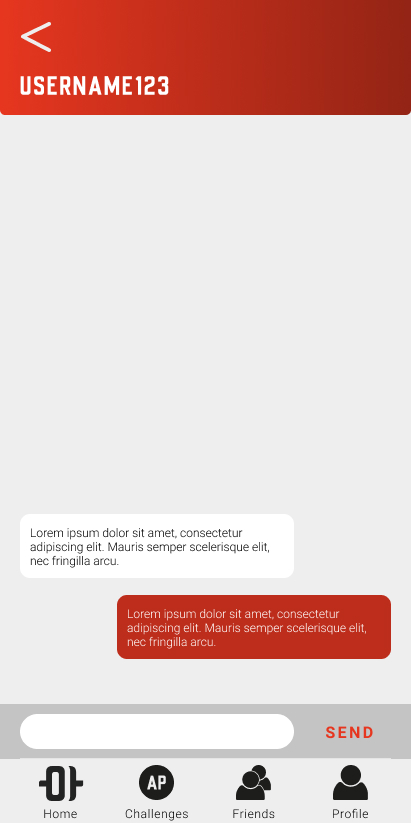 USERNAME123
Lorem ipsum dolor sit amet, consectetur
adipiscing elit. Mauris semper scelerisque elit,
nec fringilla arcu.
Lorem ipsum dolor sit amet, consectetur
adipiscing elit. Mauris semper scelerisque elit,
nec fringilla arcu.
SEND
AP
Home Challenges Friends Profile